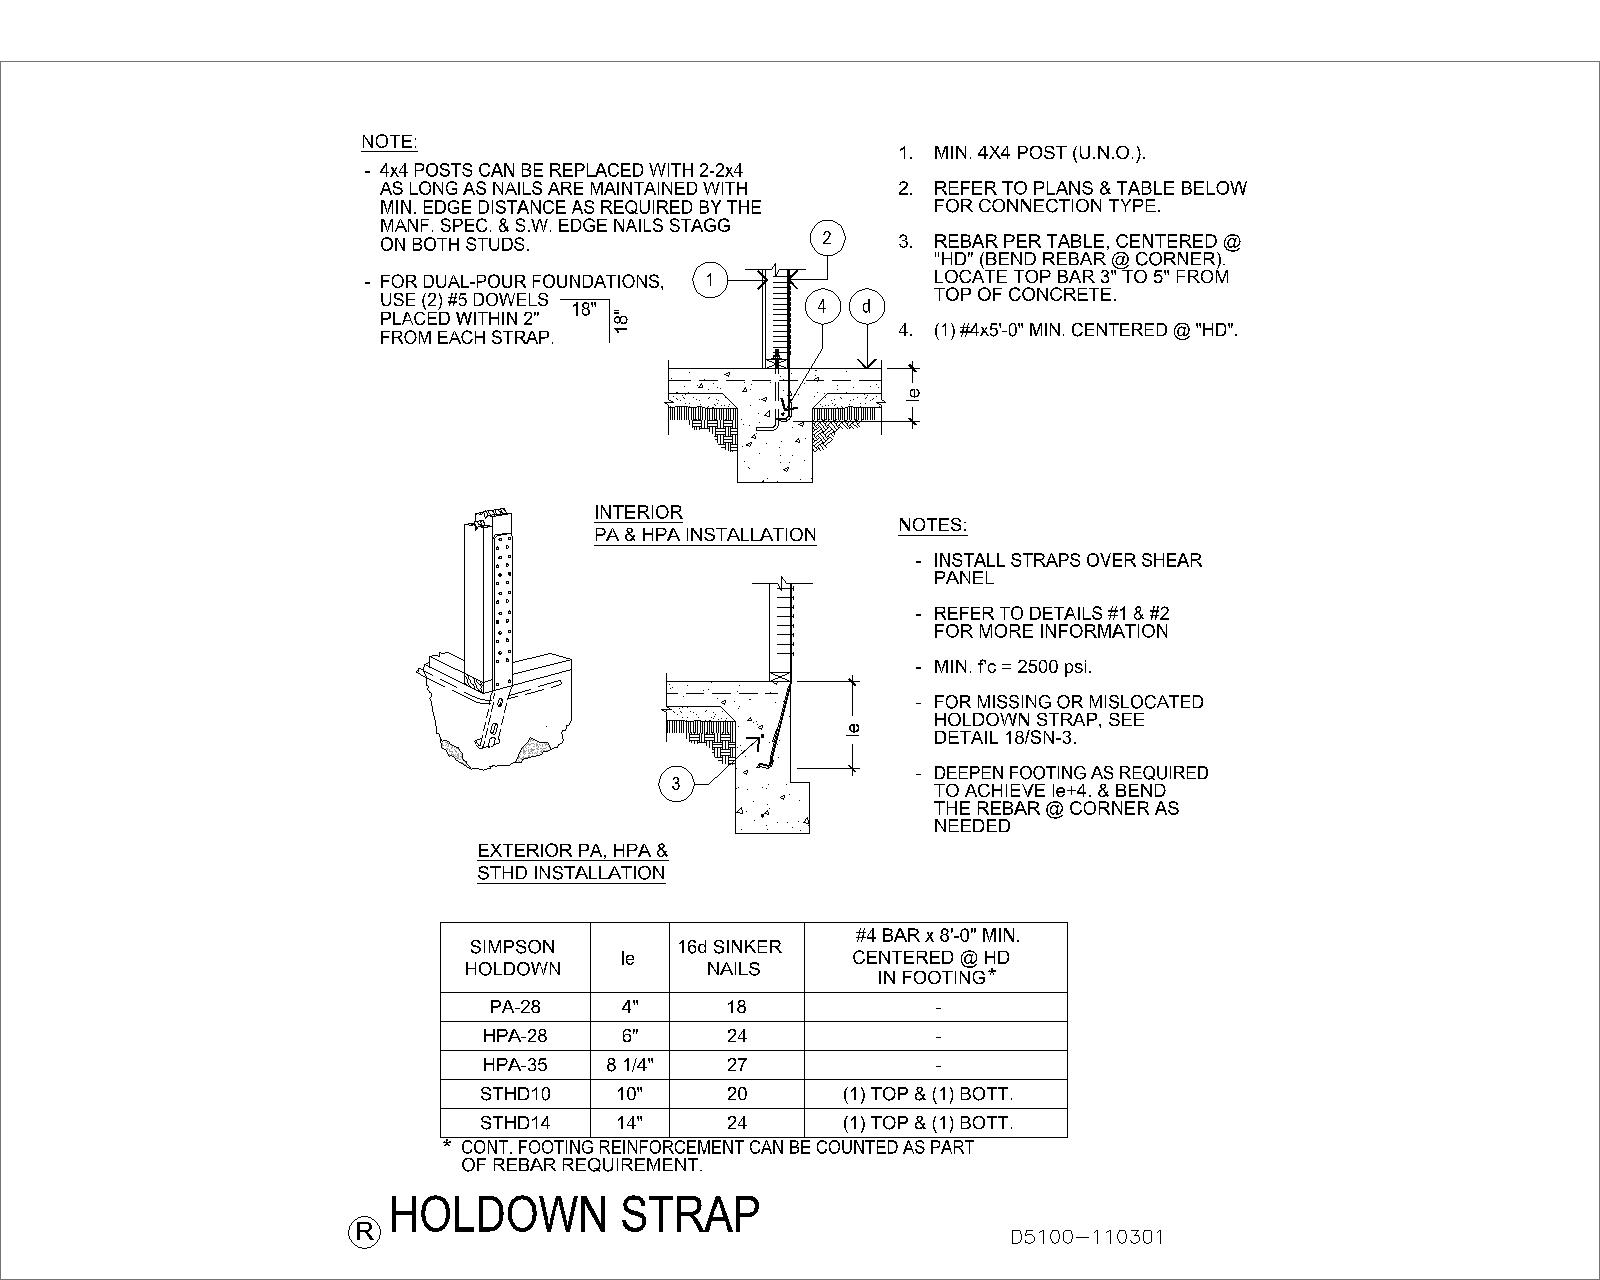 NOTE:
- 4x4 POSTS CAN BE REPLACED WITH 2-2x4
AS LONG AS NAILS ARE MAINTAINED WITH
MIN. EDGE DISTANCE AS REQUIRED BY THE
MANF. SPEC. & S.W. EDGE NAILS STAGG
ON BOTH STUDS.
- FOR DUAL-POUR FOUNDATIONS,
USE (2) #5 DOWELS
PLACED WITHIN 2"
FROM EACH STRAP.
18"
18"
1
2
4
d
le
1. MIN. 4X4 POST (U.N.O.).
2. REFER TO PLANS & TABLE BELOW
FOR CONNECTION TYPE.
3. REBAR PER TABLE, CENTERED @
"HD" (BEND REBAR @ CORNER).
LOCATE TOP BAR 3" TO 5" FROM
TOP OF CONCRETE.
4. (1) #4x5'-0" MIN. CENTERED @ "HD".
INTERIOR
PA & HPA INSTALLATION
le
3
EXTERIOR PA, HPA &
STHD INSTALLATION
NOTES:
- INSTALL STRAPS OVER SHEAR
PANEL
- REFER TO DETAILS #1 & #2
FOR MORE INFORMATION
- MIN. f'c = 2500 psi.
- FOR MISSING OR MISLOCATED
HOLDOWN STRAP, SEE
DETAIL 18/SN-3.
- DEEPEN FOOTING AS REQUIRED
TO ACHIEVE le+4. & BEND
THE REBAR @ CORNER AS
NEEDED
SIMPSON
HOLDOWN
le
16d SINKER
NAILS
#4 BAR x 8'-0" MIN.
CENTERED @ HD
IN FOOTING*
PA-28 4" 18 -
HPA-28 6" 24 -
HPA-35 8 1/4" 27 -
STHD10 10" 20 (1) TOP & (1) BOTT.
STHD14 14" 24 (1) TOP & (1) BOTT.
* CONT. FOOTING REINFORCEMENT CAN BE COUNTED AS PART
OF REBAR REQUIREMENT.
R HOLDOWN STRAP
D5100-110301